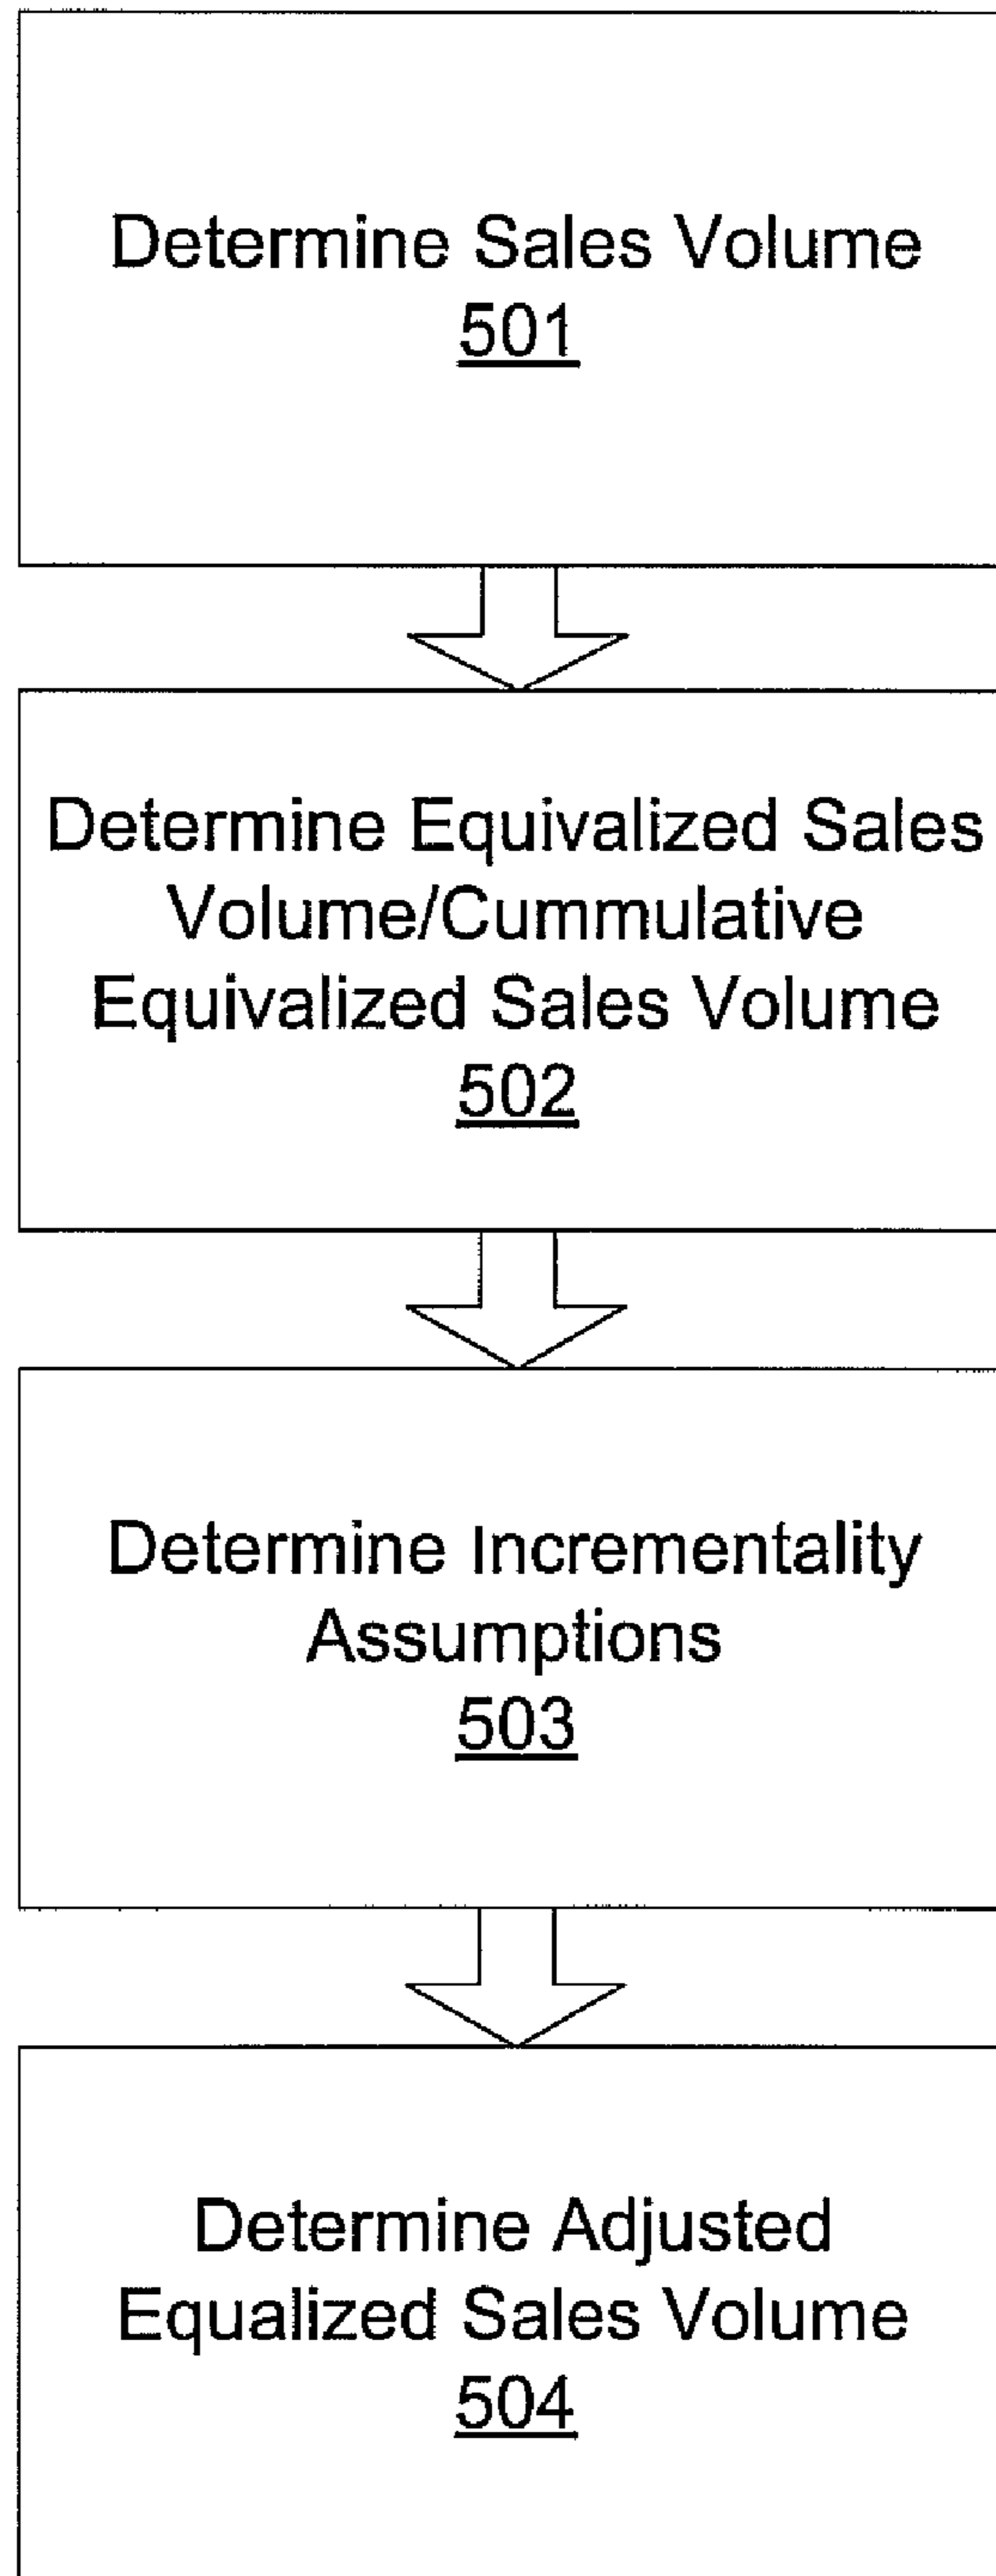 Determine Sales Volume
501
Determine Equivalized Sales
Volume/Cummulative
Equivalized Sales Volume
502
Determine Incrementality
Assumptions
503
Determine Adjusted
Equalized Sales Volume
504